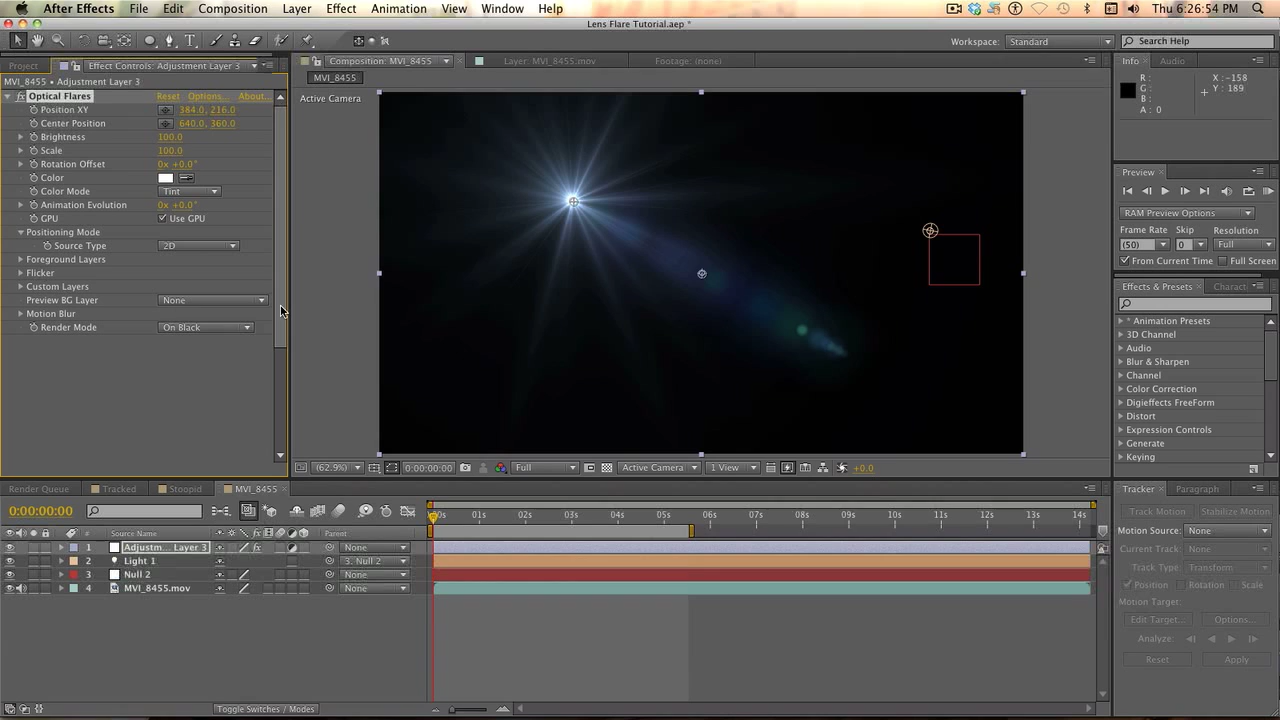 After Effects File Edit Composition Layer Effect Animation View Window Help Thu 6:26:54 PM
Lens Flare Tutorial.aep *
Workspace: Standard Search Help
Project Effect Controls: Adjustment Layer 3
MVI_8455 • Adjustment Layer 3
fx Optical Flares Reset Options... About...
Position XY 384.0, 216.0
Center Position 640.0, 360.0
Brightness 100.0
Scale 100.0
Rotation Offset 0x +0.0°
Color
Color Mode Tint
Animation Evolution 0x +0.0°
GPU Use GPU
Positioning Mode
Source Type 2D
Foreground Layers
Flicker
Custom Layers
Preview BG Layer None
Motion Blur
Render Mode On Black
Composition: MVI_8455 Layer: MVI_8455.mov Footage: (none)
MVI_8455
Active Camera
(62.9%) 0:00:00:00 Full Active Camera 1 View +0.0
Info Audio
R: X : -158
G: Y : 189
B:
A: 0
Preview
RAM Preview Options
Frame Rate Skip Resolution
(50) 0 Full
From Current Time Full Screen
Effects & Presets Charact
* Animation Presets
3D Channel
Audio
Blur & Sharpen
Channel
Color Correction
Digieffects FreeForm
Distort
Expression Controls
Generate
Keying
Render Queue Tracked Stoopid MVI_8455
0:00:00:00
00s 01s 02s 03s 04s 05s 06s 07s 08s 09s 10s 11s 12s 13s 14s
# Source Name fx Parent
1 Adjustm... Layer 3 fx None
2 Light 1 3. Null 2
3 Null 2 None
4 MVI_8455.mov None
Toggle Switches / Modes
Tracker Paragraph
Track Motion Stabilize Motion
Motion Source: None
Current Track: None
Track Type: Transform
Position Rotation Scale
Motion Target:
Edit Target... Options...
Analyze:
Reset Apply